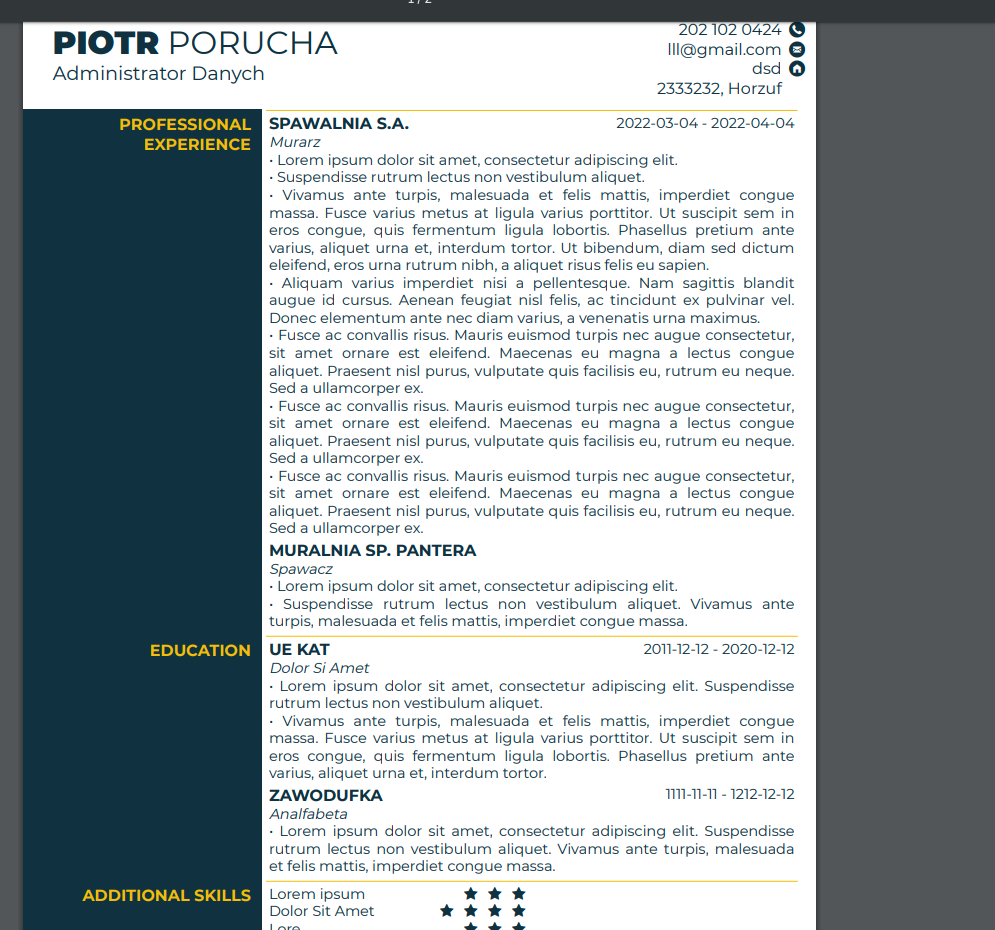 1 / 2
PIOTR PORUCHA
Administrator Danych
202 102 0424
lll@gmail.com
dsd
2333232, Horzuf
PROFESSIONAL
EXPERIENCE
SPAWALNIA S.A.
2022-03-04 - 2022-04-04
Murarz
• Lorem ipsum dolor sit amet, consectetur adipiscing elit.
• Suspendisse rutrum lectus non vestibulum aliquet.
• Vivamus ante turpis, malesuada et felis mattis, imperdiet congue
massa. Fusce varius metus at ligula varius porttitor. Ut suscipit sem in
eros congue, quis fermentum ligula lobortis. Phasellus pretium ante
varius, aliquet urna et, interdum tortor. Ut bibendum, diam sed dictum
eleifend, eros urna rutrum nibh, a aliquet risus felis eu sapien.
• Aliquam varius imperdiet nisi a pellentesque. Nam sagittis blandit
augue id cursus. Aenean feugiat nisl felis, ac tincidunt ex pulvinar vel.
Donec elementum ante nec diam varius, a venenatis urna maximus.
• Fusce ac convallis risus. Mauris euismod turpis nec augue consectetur,
sit amet ornare est eleifend. Maecenas eu magna a lectus congue
aliquet. Praesent nisl purus, vulputate quis facilisis eu, rutrum eu neque.
Sed a ullamcorper ex.
• Fusce ac convallis risus. Mauris euismod turpis nec augue consectetur,
sit amet ornare est eleifend. Maecenas eu magna a lectus congue
aliquet. Praesent nisl purus, vulputate quis facilisis eu, rutrum eu neque.
Sed a ullamcorper ex.
• Fusce ac convallis risus. Mauris euismod turpis nec augue consectetur,
sit amet ornare est eleifend. Maecenas eu magna a lectus congue
aliquet. Praesent nisl purus, vulputate quis facilisis eu, rutrum eu neque.
Sed a ullamcorper ex.
MURALNIA SP. PANTERA
Spawacz
• Lorem ipsum dolor sit amet, consectetur adipiscing elit.
• Suspendisse rutrum lectus non vestibulum aliquet. Vivamus ante
turpis, malesuada et felis mattis, imperdiet congue massa.
EDUCATION
UE KAT
2011-12-12 - 2020-12-12
Dolor Si Amet
• Lorem ipsum dolor sit amet, consectetur adipiscing elit. Suspendisse
rutrum lectus non vestibulum aliquet.
• Vivamus ante turpis, malesuada et felis mattis, imperdiet congue
massa. Fusce varius metus at ligula varius porttitor. Ut suscipit sem in
eros congue, quis fermentum ligula lobortis. Phasellus pretium ante
varius, aliquet urna et, interdum tortor.
ZAWODUFKA
1111-11-11 - 1212-12-12
Analfabeta
• Lorem ipsum dolor sit amet, consectetur adipiscing elit. Suspendisse
rutrum lectus non vestibulum aliquet. Vivamus ante turpis, malesuada
et felis mattis, imperdiet congue massa.
ADDITIONAL SKILLS
Lorem ipsum
Dolor Sit Amet
Lore